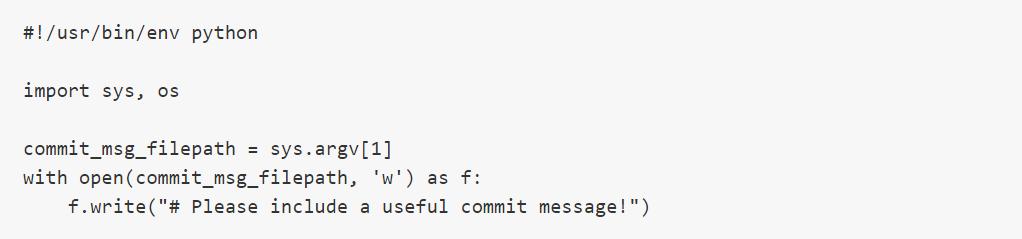 #!/usr/bin/env python
import sys, os
commit_msg_filepath = sys.argv[1]
with open(commit_msg_filepath, 'w') as f:
    f.write("# Please include a useful commit message!")